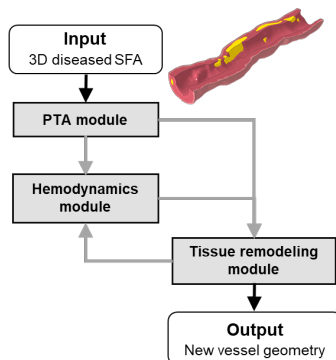 Input
3D diseased SFA
PTA module
Hemodynamics
module
Tissue remodeling
module
Output
New vessel geometry